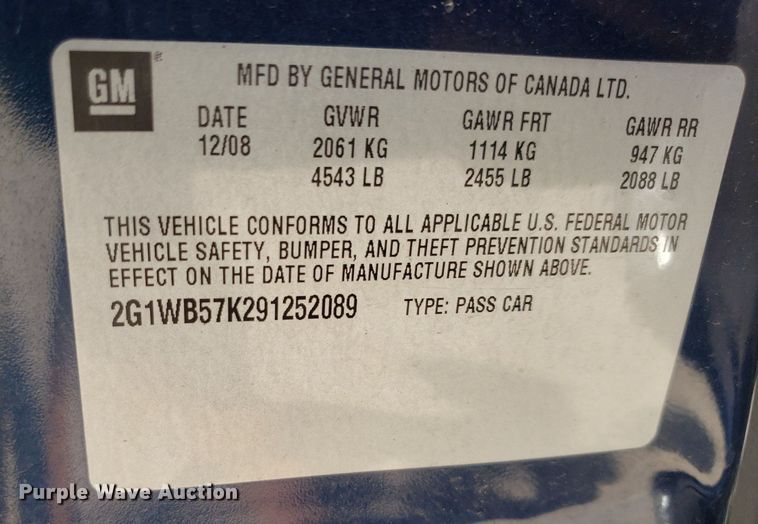 GM
MFD BY GENERAL MOTORS OF CANADA LTD.
DATE GVWR GAWR FRT GAWR RR
12/08 2061 KG 1114 KG 947 KG
4543 LB 2455 LB 2088 LB
THIS VEHICLE CONFORMS TO ALL APPLICABLE U.S. FEDERAL MOTOR
VEHICLE SAFETY, BUMPER, AND THEFT PREVENTION STANDARDS IN
EFFECT ON THE DATE OF MANUFACTURE SHOWN ABOVE.
2G1WB57K291252089 TYPE: PASS CAR
Purple Wave Auction